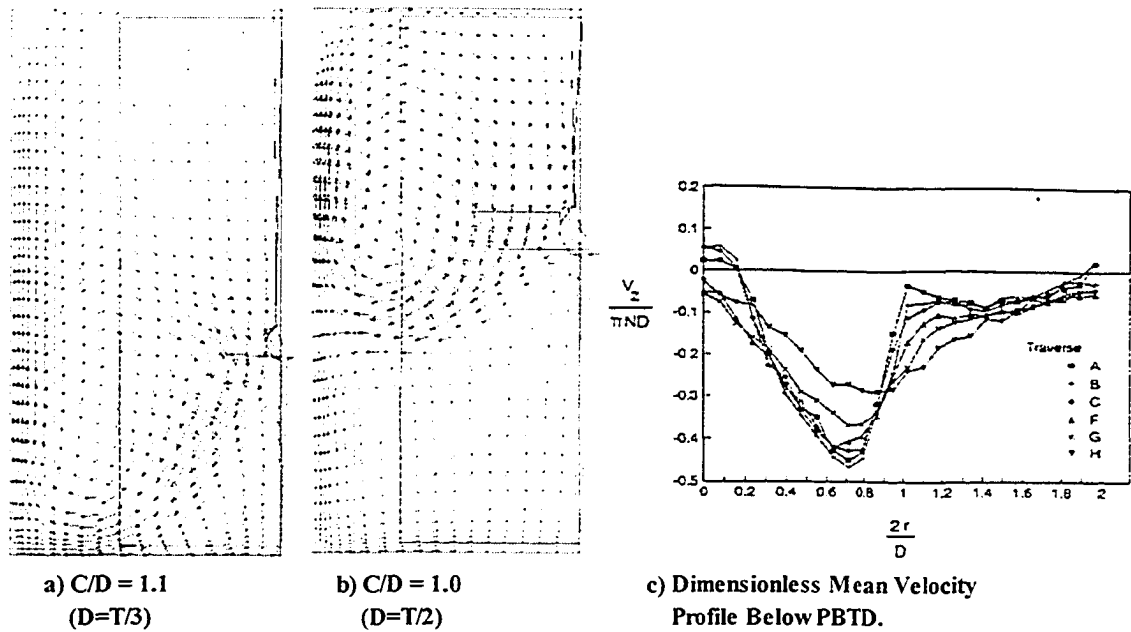 0.2
0.1
0
-0.1
-0.2
-0.3
-0.4
-0.5
V_z
πND
Traverse
A
B
C
F
G
H
0 0.2 0.4 0.6 0.8 1 1.2 1.4 1.6 1.8 2
2r
D
a) C/D = 1.1
(D=T/3)
b) C/D = 1.0
(D=T/2)
c) Dimensionless Mean Velocity
Profile Below PBTD.